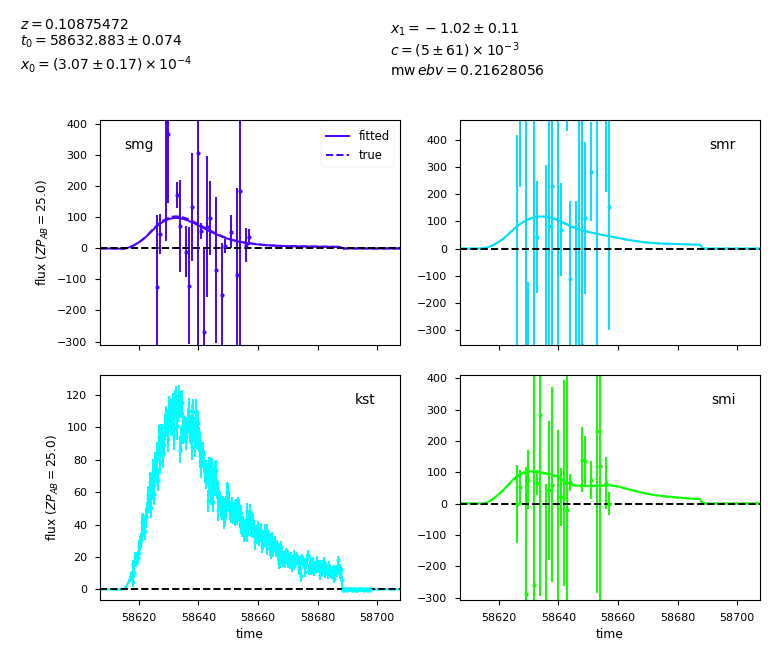 z = 0.10875472
t₀ = 58632.883 ± 0.074
x₀ = (3.07 ± 0.17) × 10⁻⁴
x₁ = −1.02 ± 0.11
c = (5 ± 61) × 10⁻³
mw ebv = 0.21628056
smg
fitted
true
400
300
200
100
0
−100
−200
−300
flux (ZP_AB = 25.0)
smr
400
300
200
100
0
−100
−200
−300
kst
120
100
80
60
40
20
0
flux (ZP_AB = 25.0)
58620 58640 58660 58680 58700
time
smi
400
300
200
100
0
−100
−200
−300
58620 58640 58660 58680 58700
time